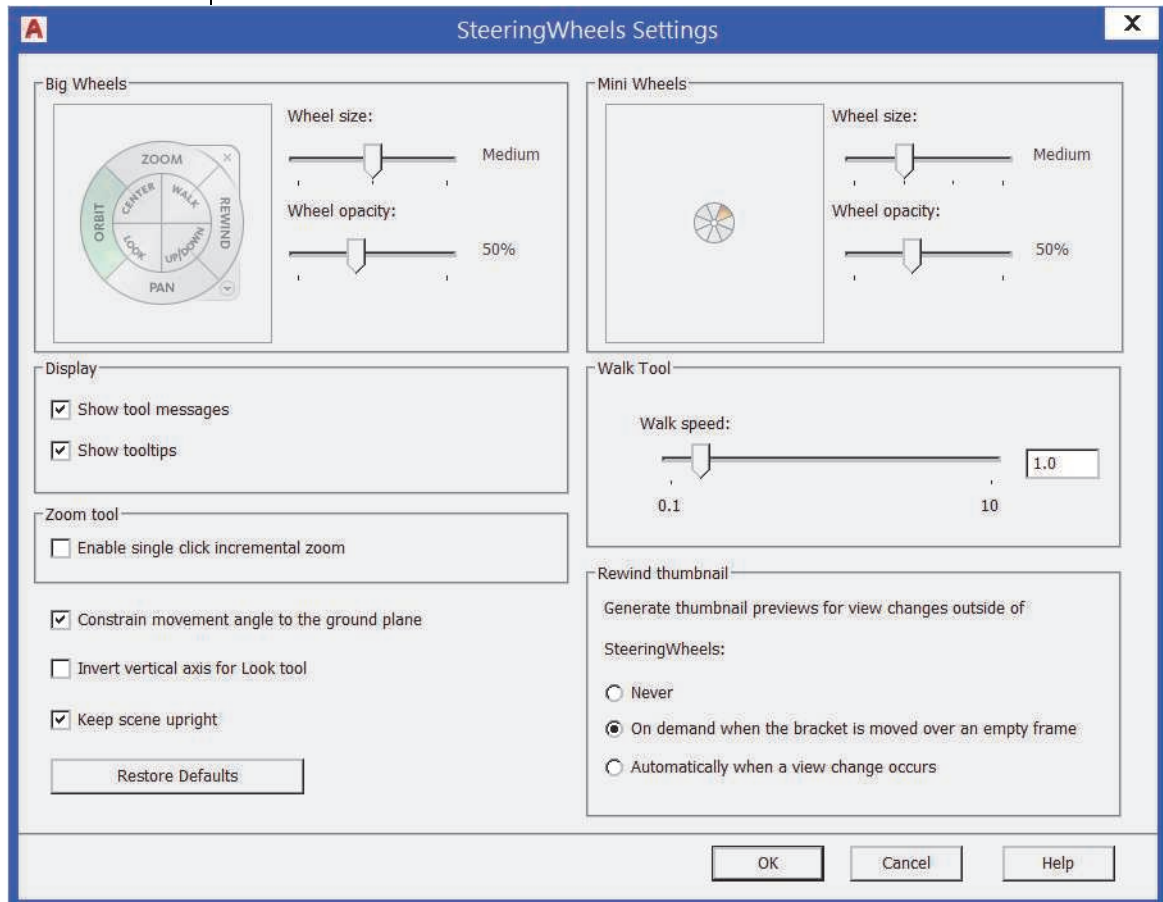 A
SteeringWheels Settings
X
Big Wheels
ZOOM
CENTER
WALK
ORBIT
REWIND
LOOK
UP/DOWN
PAN
Wheel size:
Medium
Wheel opacity:
50%
Mini Wheels
Wheel size:
Medium
Wheel opacity:
50%
Display
Show tool messages
Show tooltips
Zoom tool
Enable single click incremental zoom
Constrain movement angle to the ground plane
Invert vertical axis for Look tool
Keep scene upright
Restore Defaults
Walk Tool
Walk speed:
1.0
0.1
10
Rewind thumbnail
Generate thumbnail previews for view changes outside of
SteeringWheels:
Never
On demand when the bracket is moved over an empty frame
Automatically when a view change occurs
OK
Cancel
Help